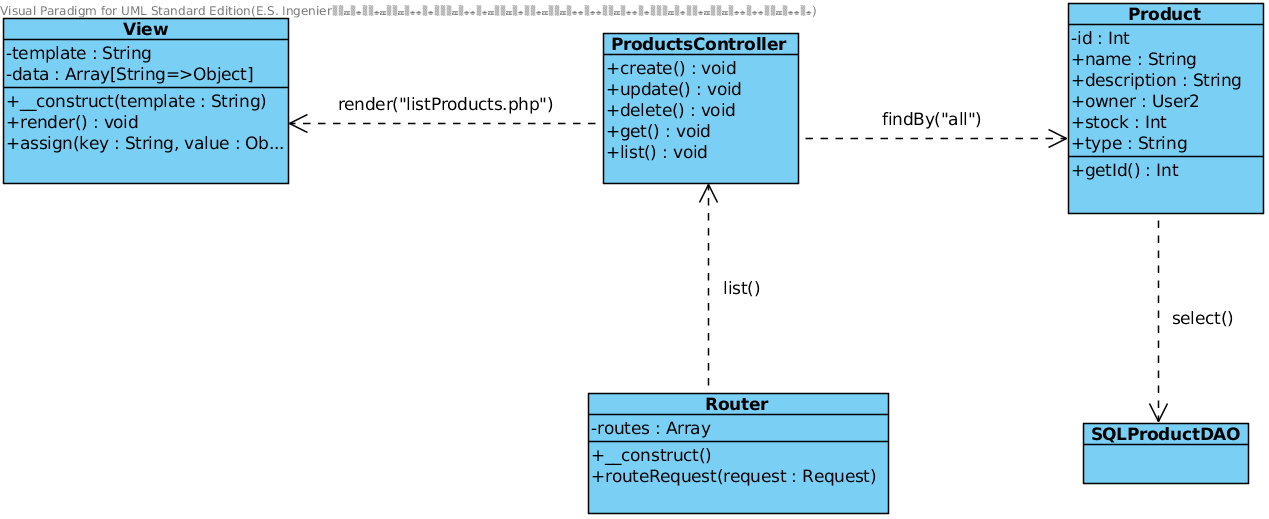 Visual Paradigm for UML Standard Edition(E.S. Ingenier
View
-template : String
-data : Array[String=>Object]
+__construct(template : String)
+render() : void
+assign(key : String, value : Ob...
render("listProducts.php")
ProductsController
+create() : void
+update() : void
+delete() : void
+get() : void
+list() : void
findBy("all")
Product
-id : Int
+name : String
+description : String
+owner : User2
+stock : Int
+type : String
+getId() : Int
list()
select()
Router
-routes : Array
+__construct()
+routeRequest(request : Request)
SQLProductDAO